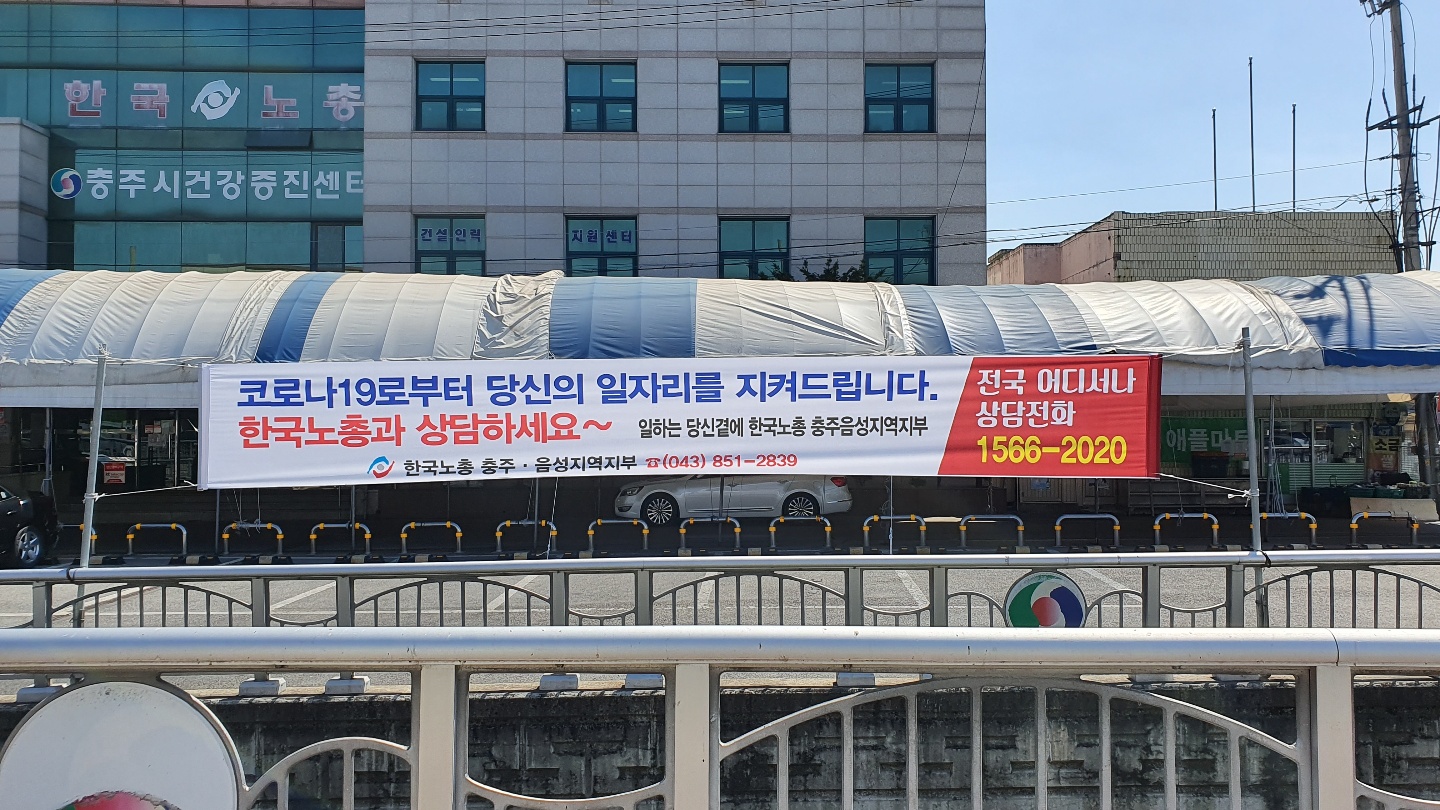 한국노총
충주시건강증진센터
건설인력
지원센터
코로나19로부터 당신의 일자리를 지켜드립니다.
한국노총과 상담하세요~
일하는 당신곁에 한국노총 충주음성지역지부
한국노총 충주·음성지역지부 ☎(043) 851-2839
전국 어디서나
상담전화
1566-2020
애플마트
소금